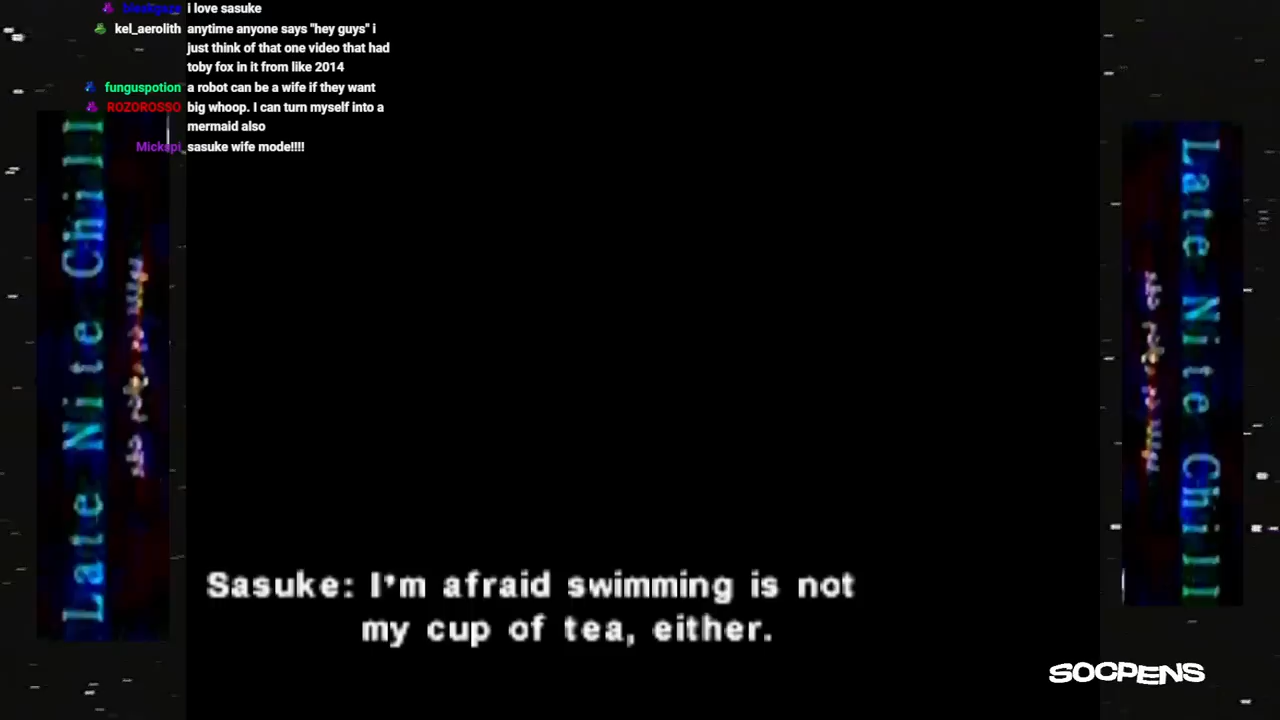 i love sasuke
kel_aerolith anytime anyone says "hey guys" i
just think of that one video that had
toby fox in it from like 2014
funguspotion a robot can be a wife if they want
ROZOROSSO big whoop. I can turn myself into a
mermaid also
Mickspi sasuke wife mode!!!!
Late Nite Chill
Late Nite Chill
Sasuke: I'm afraid swimming is not
my cup of tea, either.
SOCPENS